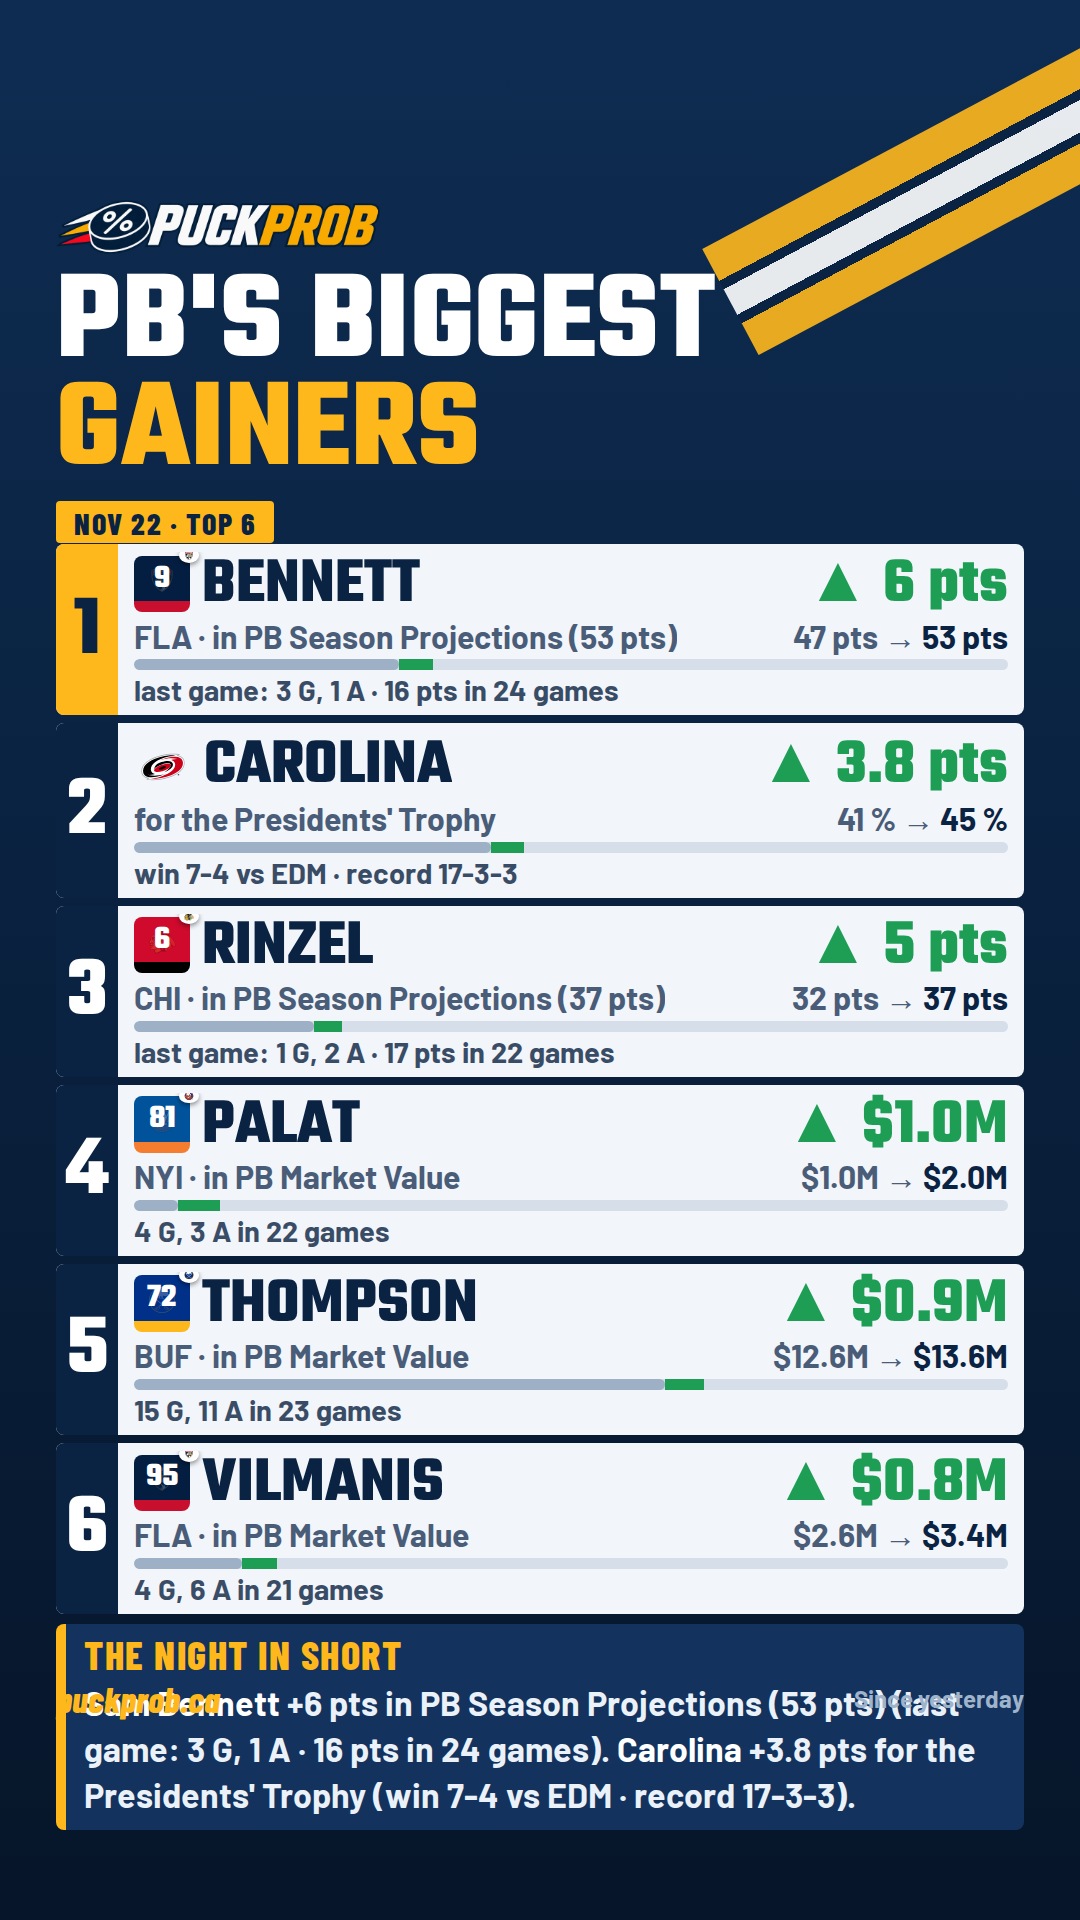 %PUCKPROB
PB'S BIGGEST
GAINERS
NOV 22 · TOP 6
1
9 BENNETT ▲ 6 pts
FLA · in PB Season Projections (53 pts) 47 pts → 53 pts
last game: 3 G, 1 A · 16 pts in 24 games
2
CAROLINA ▲ 3.8 pts
for the Presidents' Trophy 41 % → 45 %
win 7-4 vs EDM · record 17-3-3
3
6 RINZEL ▲ 5 pts
CHI · in PB Season Projections (37 pts) 32 pts → 37 pts
last game: 1 G, 2 A · 17 pts in 22 games
4
81 PALAT ▲ $1.0M
NYI · in PB Market Value $1.0M → $2.0M
4 G, 3 A in 22 games
5
72 THOMPSON ▲ $0.9M
BUF · in PB Market Value $12.6M → $13.6M
15 G, 11 A in 23 games
6
95 VILMANIS ▲ $0.8M
FLA · in PB Market Value $2.6M → $3.4M
4 G, 6 A in 21 games
THE NIGHT IN SHORT
Sam Bennett +6 pts in PB Season Projections (53 pts) (last
game: 3 G, 1 A · 16 pts in 24 games). Carolina +3.8 pts for the
Presidents' Trophy (win 7-4 vs EDM · record 17-3-3).
puckprob.ca
Since yesterday